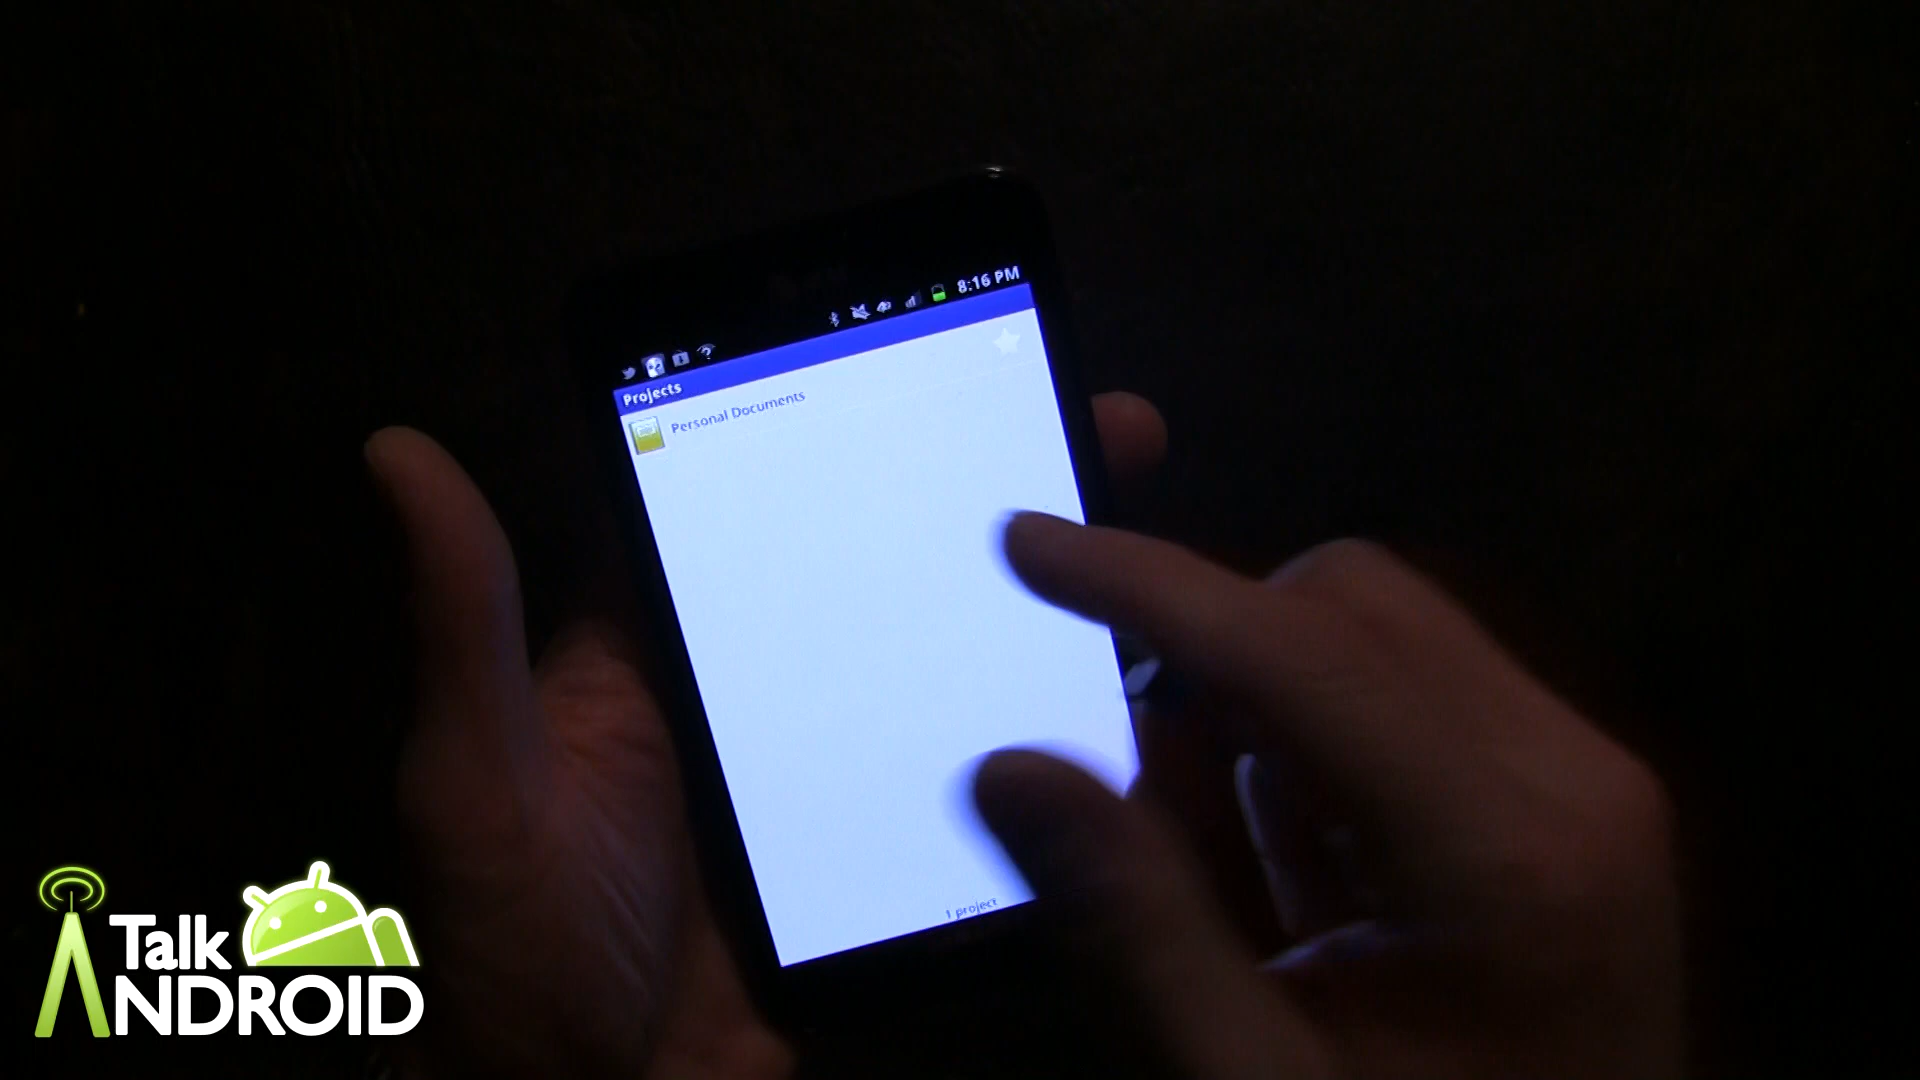 8:16 PM
Projects
Personal Documents
1 project
Talk
ANDROID